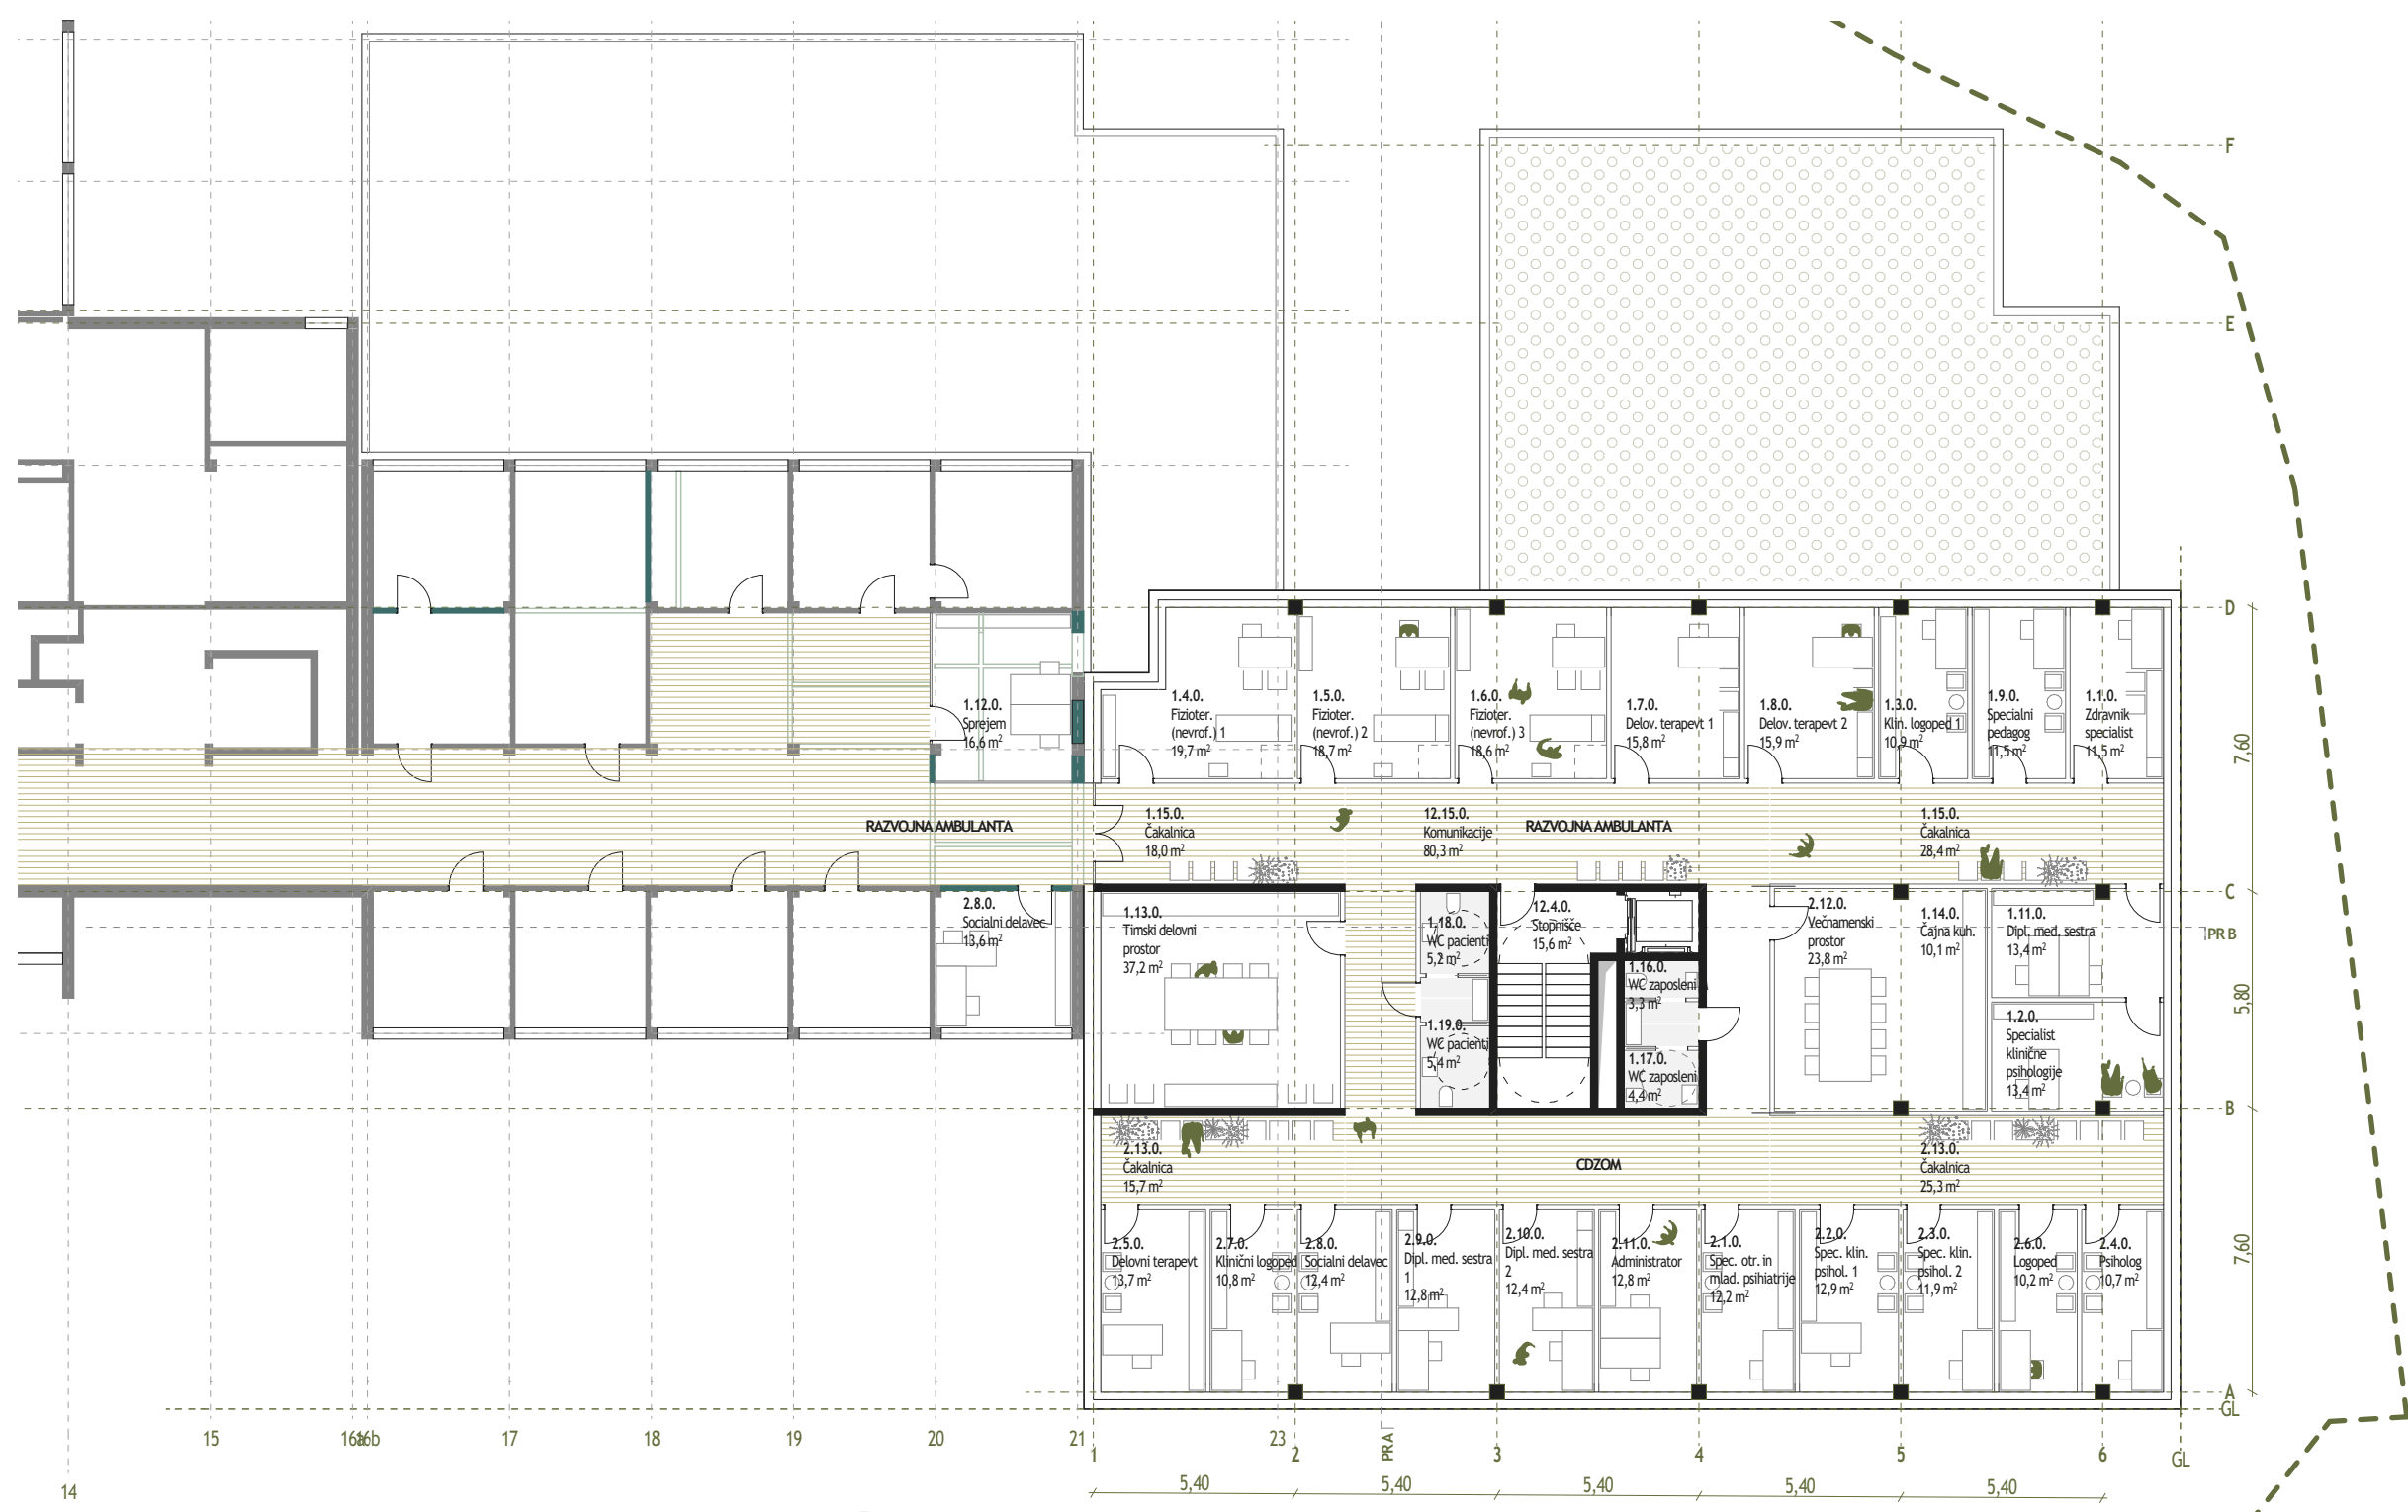 F
E
D
1.4.0.
Fizioter.
(nevrof.) 1
19,7 m²
1.5.0.
Fizioter.
(nevrof.) 2
18,7 m²
1.6.0.
Fizioter.
(nevrof.) 3
18,6 m²
1.7.0.
Delov. terapevt 1
15,8 m²
1.8.0.
Delov. terapevt 2
15,9 m²
1.3.0.
Klin. logoped 1
10,9 m²
1.9.0.
Specialni
pedagog
11,5 m²
1.1.0.
Zdravnik
specialist
11,5 m²
1.12.0.
Sprejem
16,6 m²
7,60
RAZVOJNA AMBULANTA
1.15.0.
Čakalnica
18,0 m²
12.15.0.
Komunikacije
80,3 m²
RAZVOJNA AMBULANTA
1.15.0.
Čakalnica
28,4 m²
C
2.8.0.
Socialni delavec
13,6 m²
1.13.0.
Timski delovni
prostor
37,2 m²
1.18.0.
WC pacienti
5,2 m²
12.4.0.
Stopnišče
15,6 m²
1.16.0.
WC zaposleni
3,3 m²
2.12.0.
Večnamenski
prostor
23,8 m²
1.14.0.
Čajna kuh.
10,1 m²
1.11.0.
Dipl. med. sestra
13,4 m²
PR B
5,80
1.19.0.
WC pacienti
5,4 m²
1.17.0.
WC zaposleni
4,4 m²
1.2.0.
Specialist
klinične
psihologije
13,4 m²
B
2.13.0.
Čakalnica
15,7 m²
CDZOM
2.13.0.
Čakalnica
25,3 m²
2.5.0.
Delovni terapevt
13,7 m²
2.7.0.
Klinični logoped
10,8 m²
2.8.0.
Socialni delavec
12,4 m²
2.9.0.
Dipl. med. sestra
1
12,8 m²
2.10.0.
Dipl. med. sestra
2
12,4 m²
2.11.0.
Administrator
12,8 m²
2.1.0.
Spec. otr. in
mlad. psihiatrije
12,2 m²
2.2.0.
Spec. klin.
psihol. 1
12,9 m²
2.3.0.
Spec. klin.
psihol. 2
11,9 m²
2.6.0.
Logoped
10,2 m²
2.4.0.
Psiholog
10,7 m²
7,60
A
GL
15
17
18
19
20
21
23
PRA
1
2
3
4
5
6
GL
14
5,40
5,40
5,40
5,40
5,40